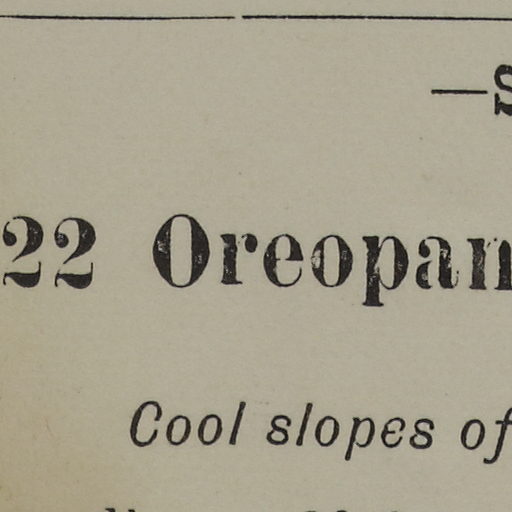 —S
22 Oreopan
Cool slopes of